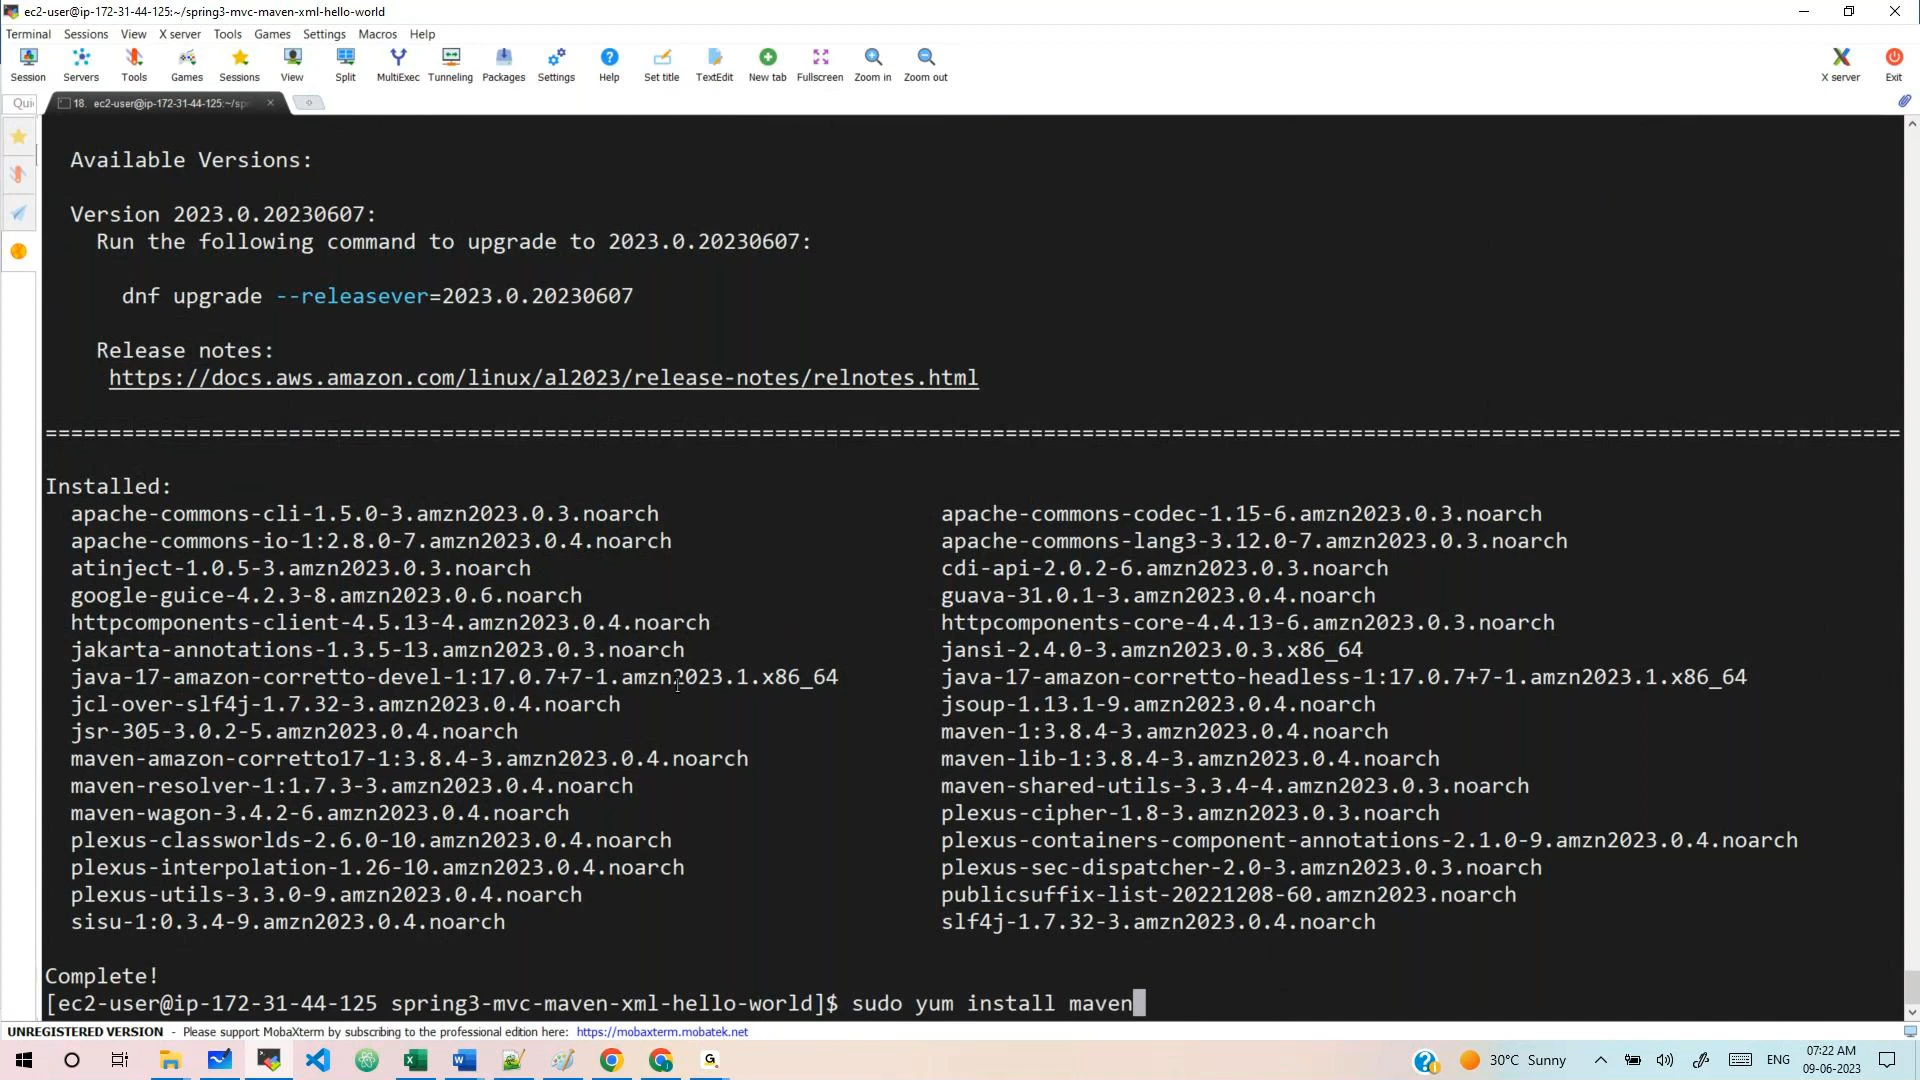 ec2-user@ip-172-31-44-125:~/spring3-mvc-maven-xml-hello-world
Terminal Sessions View X server Tools Games Settings Macros Help
Session Servers Tools Games Sessions View Split MultiExec Tunneling Packages Settings Help Set title TextEdit New tab Fullscreen Zoom in Zoom out X server Exit
Qui 18. ec2-user@ip-172-31-44-125:~/sp
Available Versions:
Version 2023.0.20230607:
Run the following command to upgrade to 2023.0.20230607:
dnf upgrade --releasever=2023.0.20230607
Release notes:
https://docs.aws.amazon.com/linux/al2023/release-notes/relnotes.html
=================================================================================================================================================
Installed:
apache-commons-cli-1.5.0-3.amzn2023.0.3.noarch apache-commons-codec-1.15-6.amzn2023.0.3.noarch
apache-commons-io-1:2.8.0-7.amzn2023.0.4.noarch apache-commons-lang3-3.12.0-7.amzn2023.0.3.noarch
atinject-1.0.5-3.amzn2023.0.3.noarch cdi-api-2.0.2-6.amzn2023.0.3.noarch
google-guice-4.2.3-8.amzn2023.0.6.noarch guava-31.0.1-3.amzn2023.0.4.noarch
httpcomponents-client-4.5.13-4.amzn2023.0.4.noarch httpcomponents-core-4.4.13-6.amzn2023.0.3.noarch
jakarta-annotations-1.3.5-13.amzn2023.0.3.noarch jansi-2.4.0-3.amzn2023.0.3.x86_64
java-17-amazon-corretto-devel-1:17.0.7+7-1.amzn2023.1.x86_64 java-17-amazon-corretto-headless-1:17.0.7+7-1.amzn2023.1.x86_64
jcl-over-slf4j-1.7.32-3.amzn2023.0.4.noarch jsoup-1.13.1-9.amzn2023.0.4.noarch
jsr-305-3.0.2-5.amzn2023.0.4.noarch maven-1:3.8.4-3.amzn2023.0.4.noarch
maven-amazon-corretto17-1:3.8.4-3.amzn2023.0.4.noarch maven-lib-1:3.8.4-3.amzn2023.0.4.noarch
maven-resolver-1:1.7.3-3.amzn2023.0.4.noarch maven-shared-utils-3.3.4-4.amzn2023.0.3.noarch
maven-wagon-3.4.2-6.amzn2023.0.4.noarch plexus-cipher-1.8-3.amzn2023.0.3.noarch
plexus-classworlds-2.6.0-10.amzn2023.0.4.noarch plexus-containers-component-annotations-2.1.0-9.amzn2023.0.4.noarch
plexus-interpolation-1.26-10.amzn2023.0.4.noarch plexus-sec-dispatcher-2.0-3.amzn2023.0.3.noarch
plexus-utils-3.3.0-9.amzn2023.0.4.noarch publicsuffix-list-20221208-60.amzn2023.noarch
sisu-1:0.3.4-9.amzn2023.0.4.noarch slf4j-1.7.32-3.amzn2023.0.4.noarch
Complete!
[ec2-user@ip-172-31-44-125 spring3-mvc-maven-xml-hello-world]$ sudo yum install maven
UNREGISTERED VERSION - Please support MobaXterm by subscribing to the professional edition here: https://mobaxterm.mobatek.net
30°C Sunny ENG 07:22 AM
09-06-2023